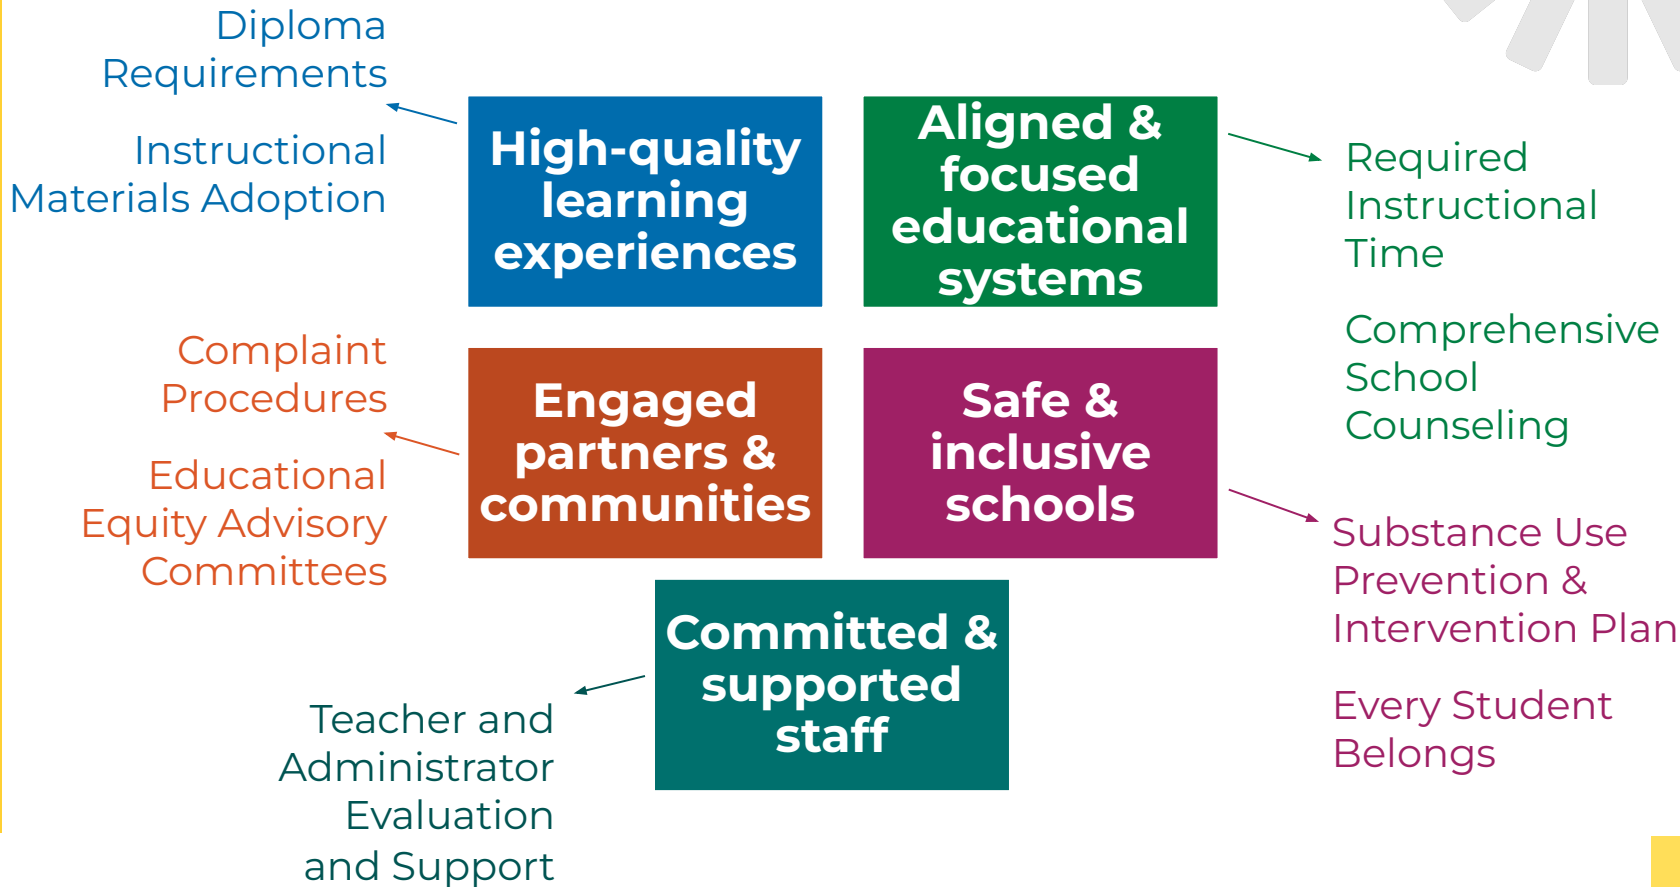 Diploma
Requirements
Instructional
Materials Adoption
High-quality
learning
experiences
Aligned &
focused
educational
systems
Required
Instructional
Time
Comprehensive
School
Counseling
Complaint
Procedures
Educational
Equity Advisory
Committees
Engaged
partners &
communities
Safe &
inclusive
schools
Substance Use
Prevention &
Intervention Plan
Every Student
Belongs
Committed &
supported
staff
Teacher and
Administrator
Evaluation
and Support